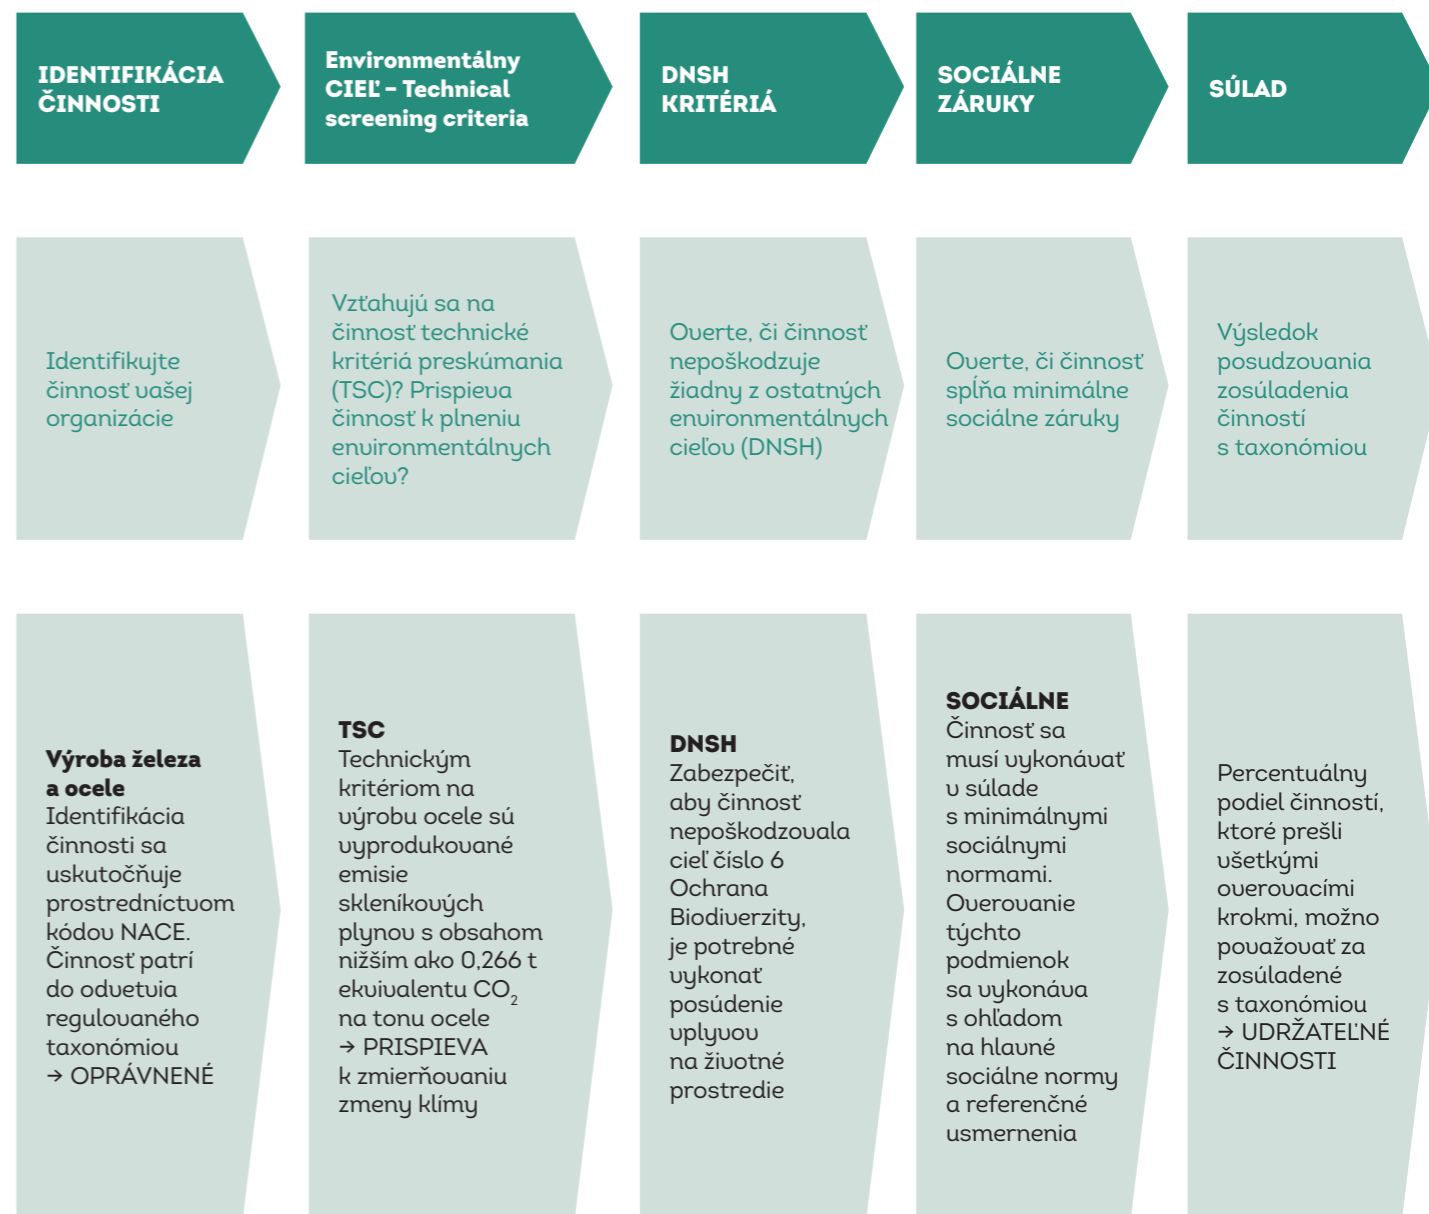 IDENTIFIKÁCIA
ČINNOSTI
Environmentálny
CIEĽ – Technical
screening criteria
DNSH
KRITÉRIÁ
SOCIÁLNE
ZÁRUKY
SÚLAD
Identifikujte
činnosť vašej
organizácie
Vzťahujú sa na
činnosť technické
kritériá preskúmania
(TSC)? Prispieva
činnosť k plneniu
environmentálnych
cieľov?
Overte, či činnosť
nepoškodzuje
žiadny z ostatných
environmentálnych
cieľov (DNSH)
Overte, či činnosť
spĺňa minimálne
sociálne záruky
Výsledok
posudzovania
zosúladenia
činností
s taxonómiou
Výroba železa
a ocele
Identifikácia
činnosti sa
uskutočňuje
prostredníctvom
kódov NACE.
Činnosť patrí
do odvetvia
regulovaného
taxonómiou
→ OPRÁVNENÉ
TSC
Technickým
kritériom na
výrobu ocele sú
vyprodukované
emisie
skleníkových
plynov s obsahom
nižším ako 0,266 t
ekvivalentu CO₂
na tonu ocele
→ PRISPIEVA
k zmierňovaniu
zmeny klímy
DNSH
Zabezpečiť,
aby činnosť
nepoškodzovala
cieľ číslo 6
Ochrana
Biodiverzity,
je potrebné
vykonať
posúdenie
vplyvov
na životné
prostredie
SOCIÁLNE
Činnosť sa
musí vykonávať
v súlade
s minimálnymi
sociálnymi
normami.
Overovanie
týchto
podmienok
sa vykonáva
s ohľadom
na hlavné
sociálne normy
a referenčné
usmernenia
Percentuálny
podiel činností,
ktoré prešli
všetkými
overovacími
krokmi, možno
považovať za
zosúladené
s taxonómiou
→ UDRŽATEĽNÉ
ČINNOSTI